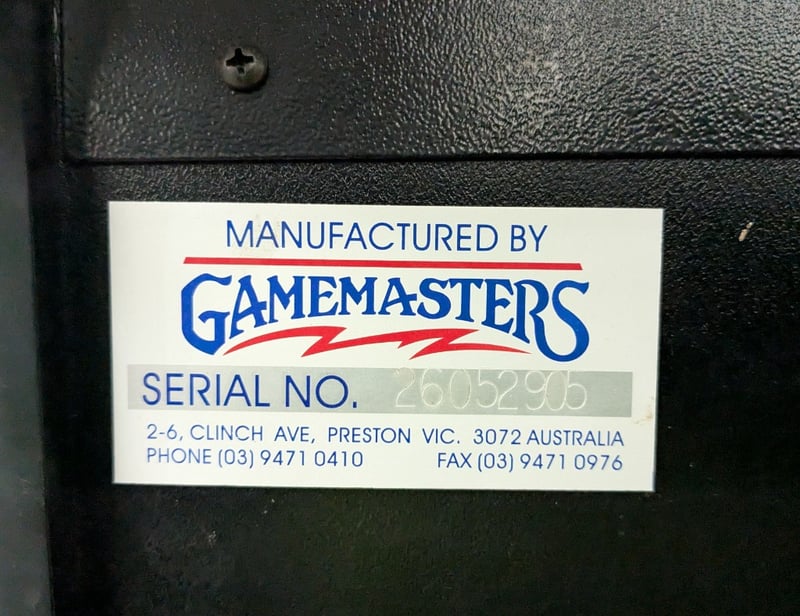 MANUFACTURED BY
GAMEMASTERS
SERIAL NO. 26052905
2-6, CLINCH AVE, PRESTON VIC. 3072 AUSTRALIA
PHONE (03) 9471 0410 FAX (03) 9471 0976